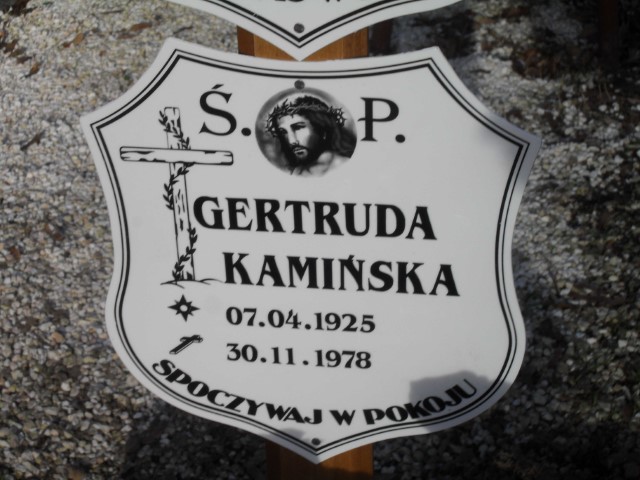 Ś. P.
GERTRUDA
KAMIŃSKA
07.04.1925
30.11.1978
SPOCZYWAJ W POKOJU